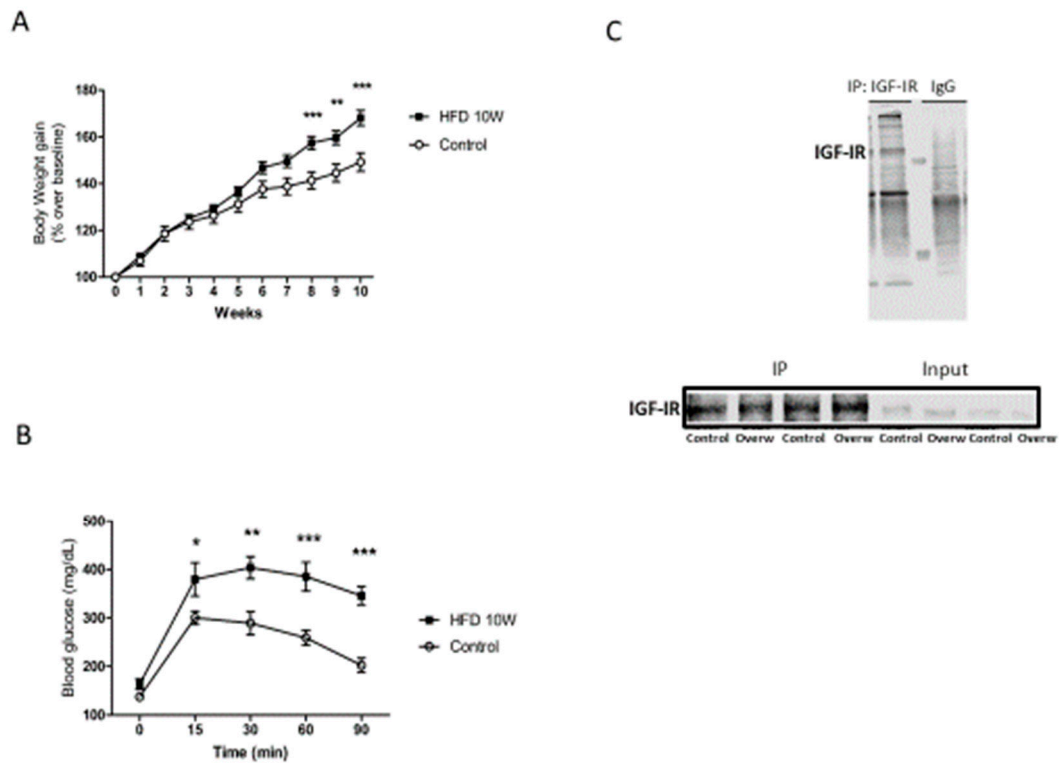 A
180
160
140
120
100
Body Weight gain
(% over baseline)
*** ** ***
0 1 2 3 4 5 6 7 8 9 10
Weeks
HFD 10W
Control
B
500
400
300
200
100
Blood glucose (mg/dL)
* ** *** ***
0 15 30 60 90
Time (min)
HFD 10W
Control
C
IP: IGF-IR IgG
IGF-IR
IP Input
IGF-IR
Control Overw Control Overw Control Overw Control Overw